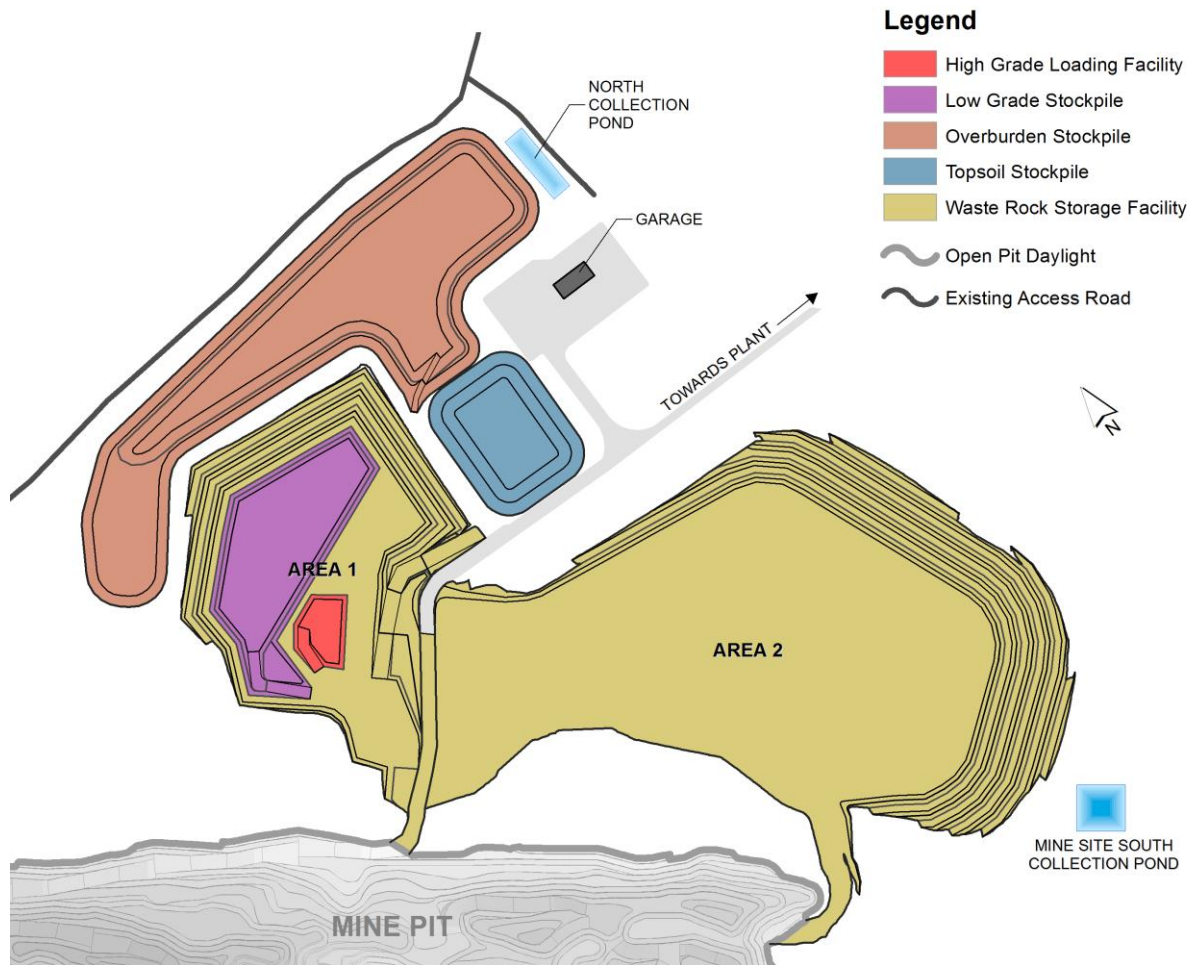 Legend
High Grade Loading Facility
Low Grade Stockpile
Overburden Stockpile
Topsoil Stockpile
Waste Rock Storage Facility
Open Pit Daylight
Existing Access Road
NORTH
COLLECTION
POND
GARAGE
TOWARDS PLANT
N
AREA 1
AREA 2
MINE SITE SOUTH
COLLECTION POND
MINE PIT